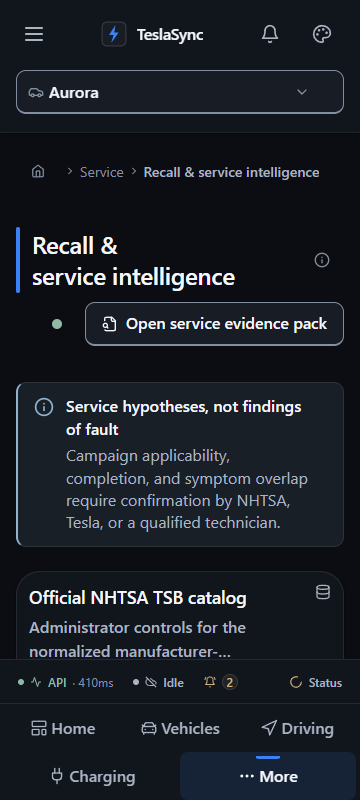 TeslaSync
Aurora
Service
Recall & service intelligence
Recall &
service intelligence
Open service evidence pack
Service hypotheses, not findings
of fault
Campaign applicability,
completion, and symptom overlap
require confirmation by NHTSA,
Tesla, or a qualified technician.
Official NHTSA TSB catalog
Administrator controls for the
normalized manufacturer-...
API · 410ms
Idle
2
Status
Home
Vehicles
Driving
Charging
More